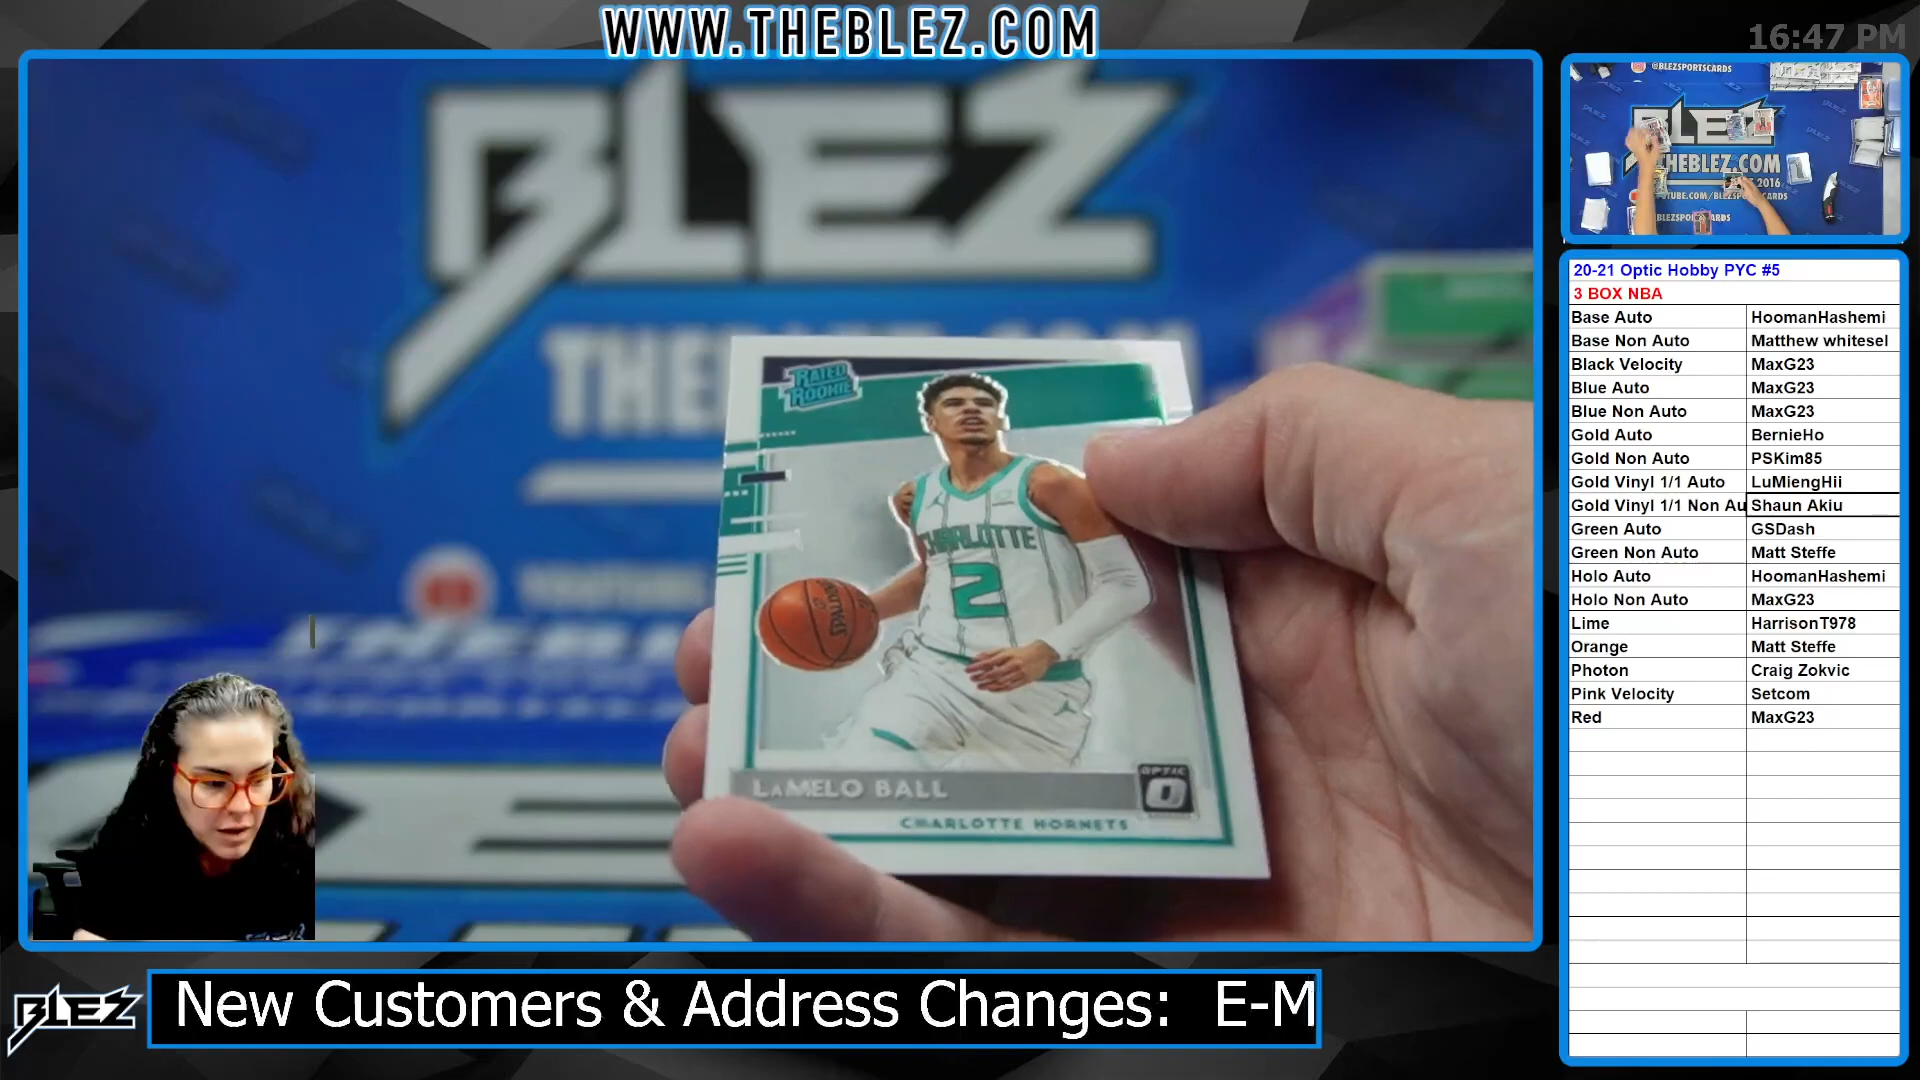 WWW.THEBLEZ.COM
16:47 PM
BLEZ
RATED
ROOKIE
CHARLOTTE
2
SPALDING
LaMELO BALL
OPTIC
CHARLOTTE HORNETS
@BLEZSPORTSCARDS
BLEZ
THEBLEZ.COM
2016
20-21 Optic Hobby PYC #5
3 BOX NBA
Base Auto HoomanHashemi
Base Non Auto Matthew whitesel
Black Velocity MaxG23
Blue Auto MaxG23
Blue Non Auto MaxG23
Gold Auto BernieHo
Gold Non Auto PSKim85
Gold Vinyl 1/1 Auto LuMiengHii
Gold Vinyl 1/1 Non Au Shaun Akiu
Green Auto GSDash
Green Non Auto Matt Steffe
Holo Auto HoomanHashemi
Holo Non Auto MaxG23
Lime HarrisonT978
Orange Matt Steffe
Photon Craig Zokvic
Pink Velocity Setcom
Red MaxG23
BLEZ
New Customers & Address Changes: E-M